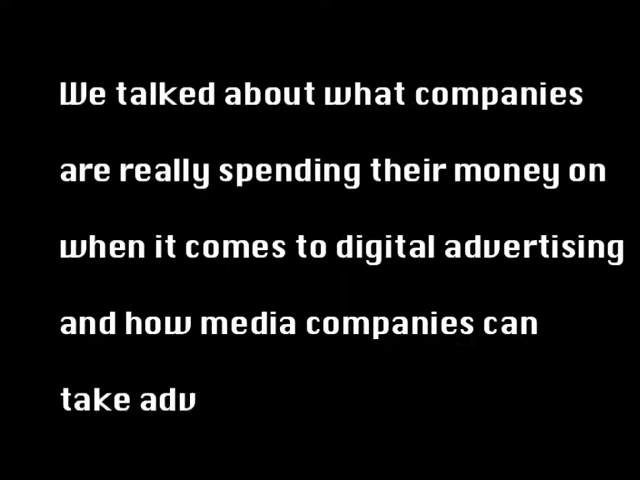 We talked about what companies
are really spending their money on
when it comes to digital advertising
and how media companies can
take adv